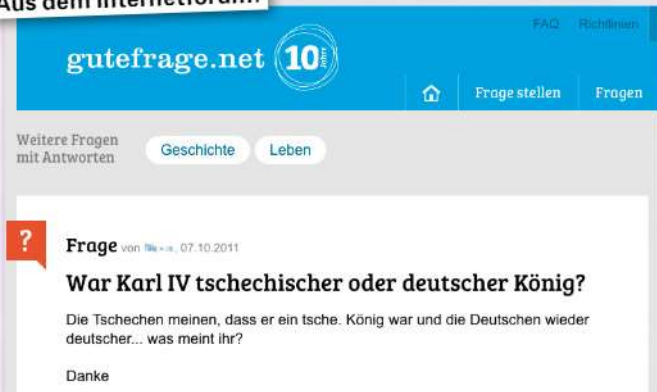 Aus dem Internetforum
gutefrage.net 10 Jahre
FAQ Richtlinien
Frage stellen Fragen
Weitere Fragen
mit Antworten
Geschichte Leben
?
Frage von , 07.10.2011
War Karl IV tschechischer oder deutscher König?
Die Tschechen meinen, dass er ein tsche. König war und die Deutschen wieder
deutscher... was meint ihr?
Danke